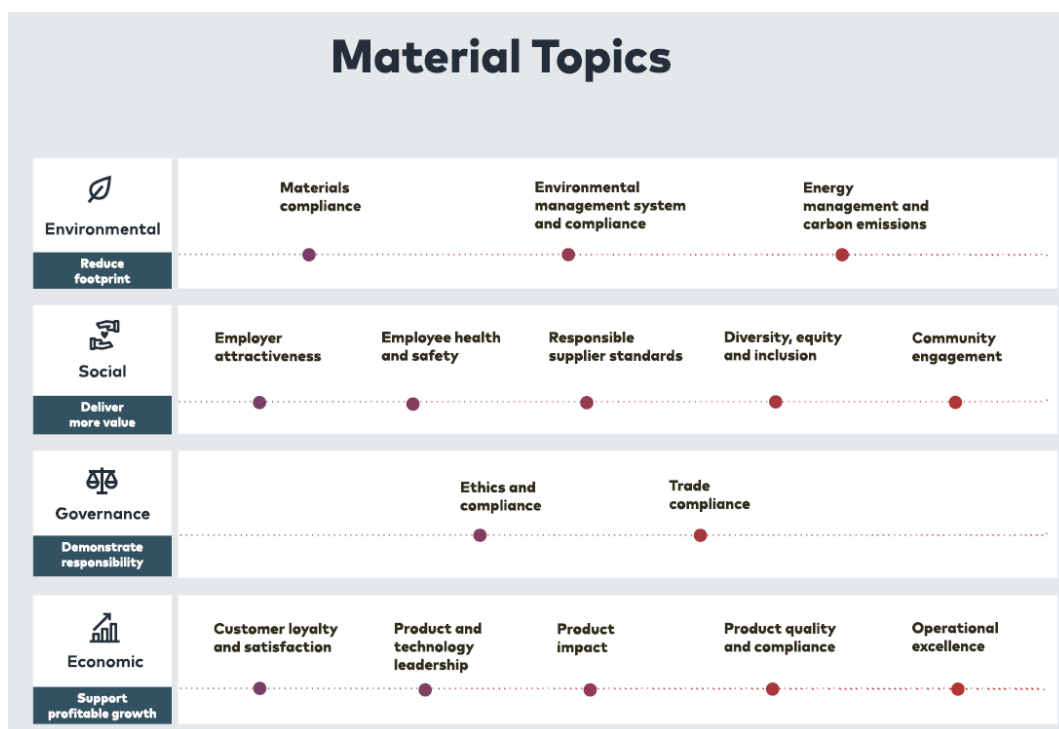 Material Topics
Environmental
Reduce
footprint
Materials
compliance
Environmental
management system
and compliance
Energy
management and
carbon emissions
Social
Deliver
more value
Employer
attractiveness
Employee health
and safety
Responsible
supplier standards
Diversity, equity
and inclusion
Community
engagement
Governance
Demonstrate
responsibility
Ethics and
compliance
Trade
compliance
Economic
Support
profitable growth
Customer loyalty
and satisfaction
Product and
technology
leadership
Product
impact
Product quality
and compliance
Operational
excellence